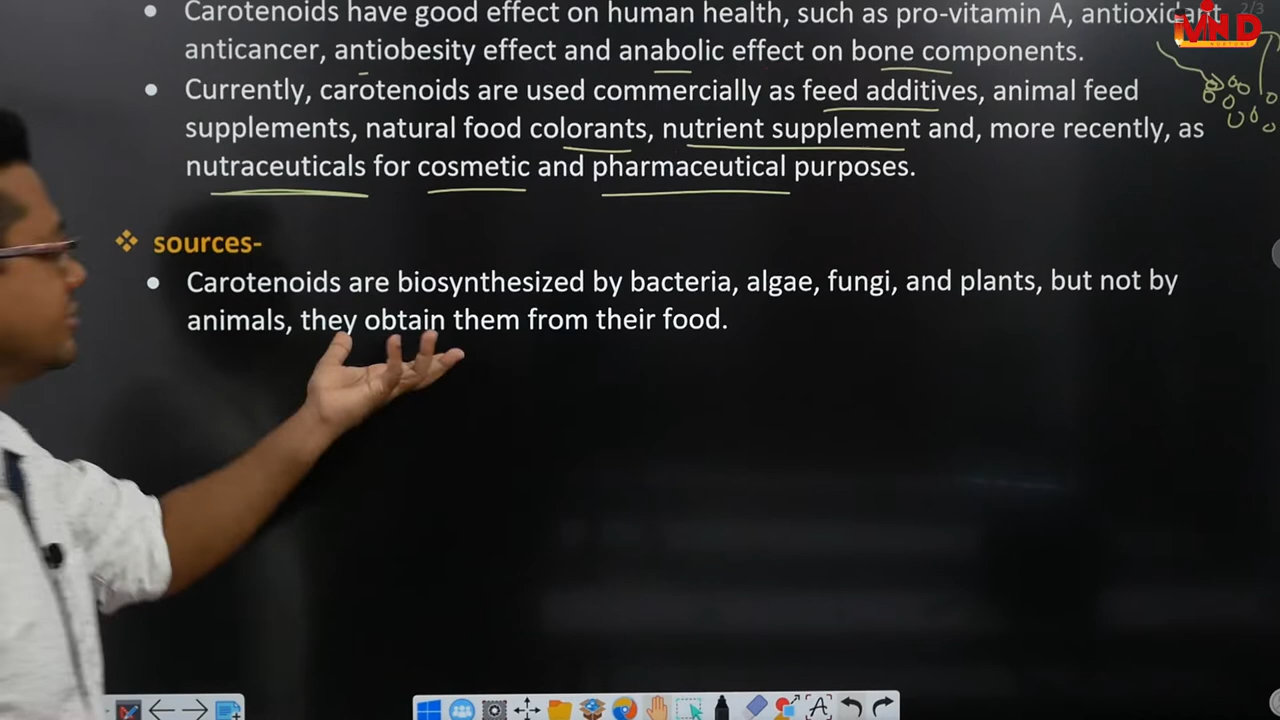 Carotenoids have good effect on human health, such as pro-vitamin A, antioxidant
anticancer, antiobesity effect and anabolic effect on bone components.
Currently, carotenoids are used commercially as feed additives, animal feed
supplements, natural food colorants, nutrient supplement and, more recently, as
nutraceuticals for cosmetic and pharmaceutical purposes.
sources-
Carotenoids are biosynthesized by bacteria, algae, fungi, and plants, but not by
animals, they obtain them from their food.
2/3